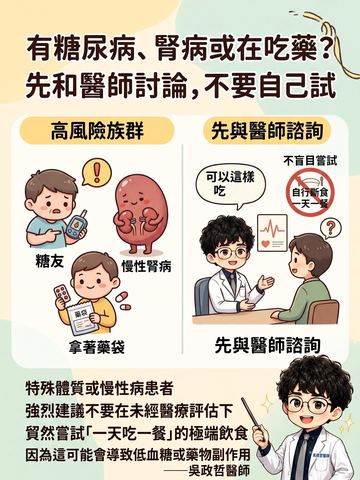 有糖尿病、腎病或在吃藥?
先和醫師討論,不要自己試
高風險族群
先與醫師諮詢
糖友
慢性腎病
藥袋
拿著藥袋
不盲目嘗試
可以這樣
吃
自行斷食
一天一餐
?
先與醫師諮詢
特殊體質或慢性病患者
強烈建議不要在未經醫療評估下
貿然嘗試「一天吃一餐」的極端飲食
因為這可能會導致低血糖或藥物副作用
——吳政哲醫師